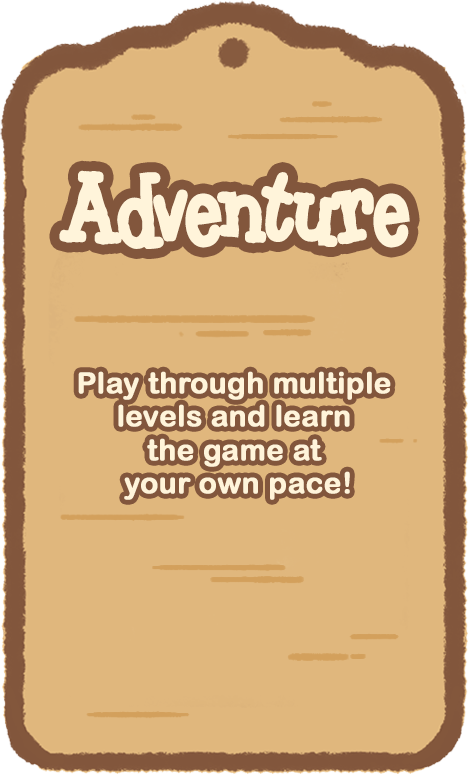 Adventure
Play through multiple
levels and learn
the game at
your own pace!